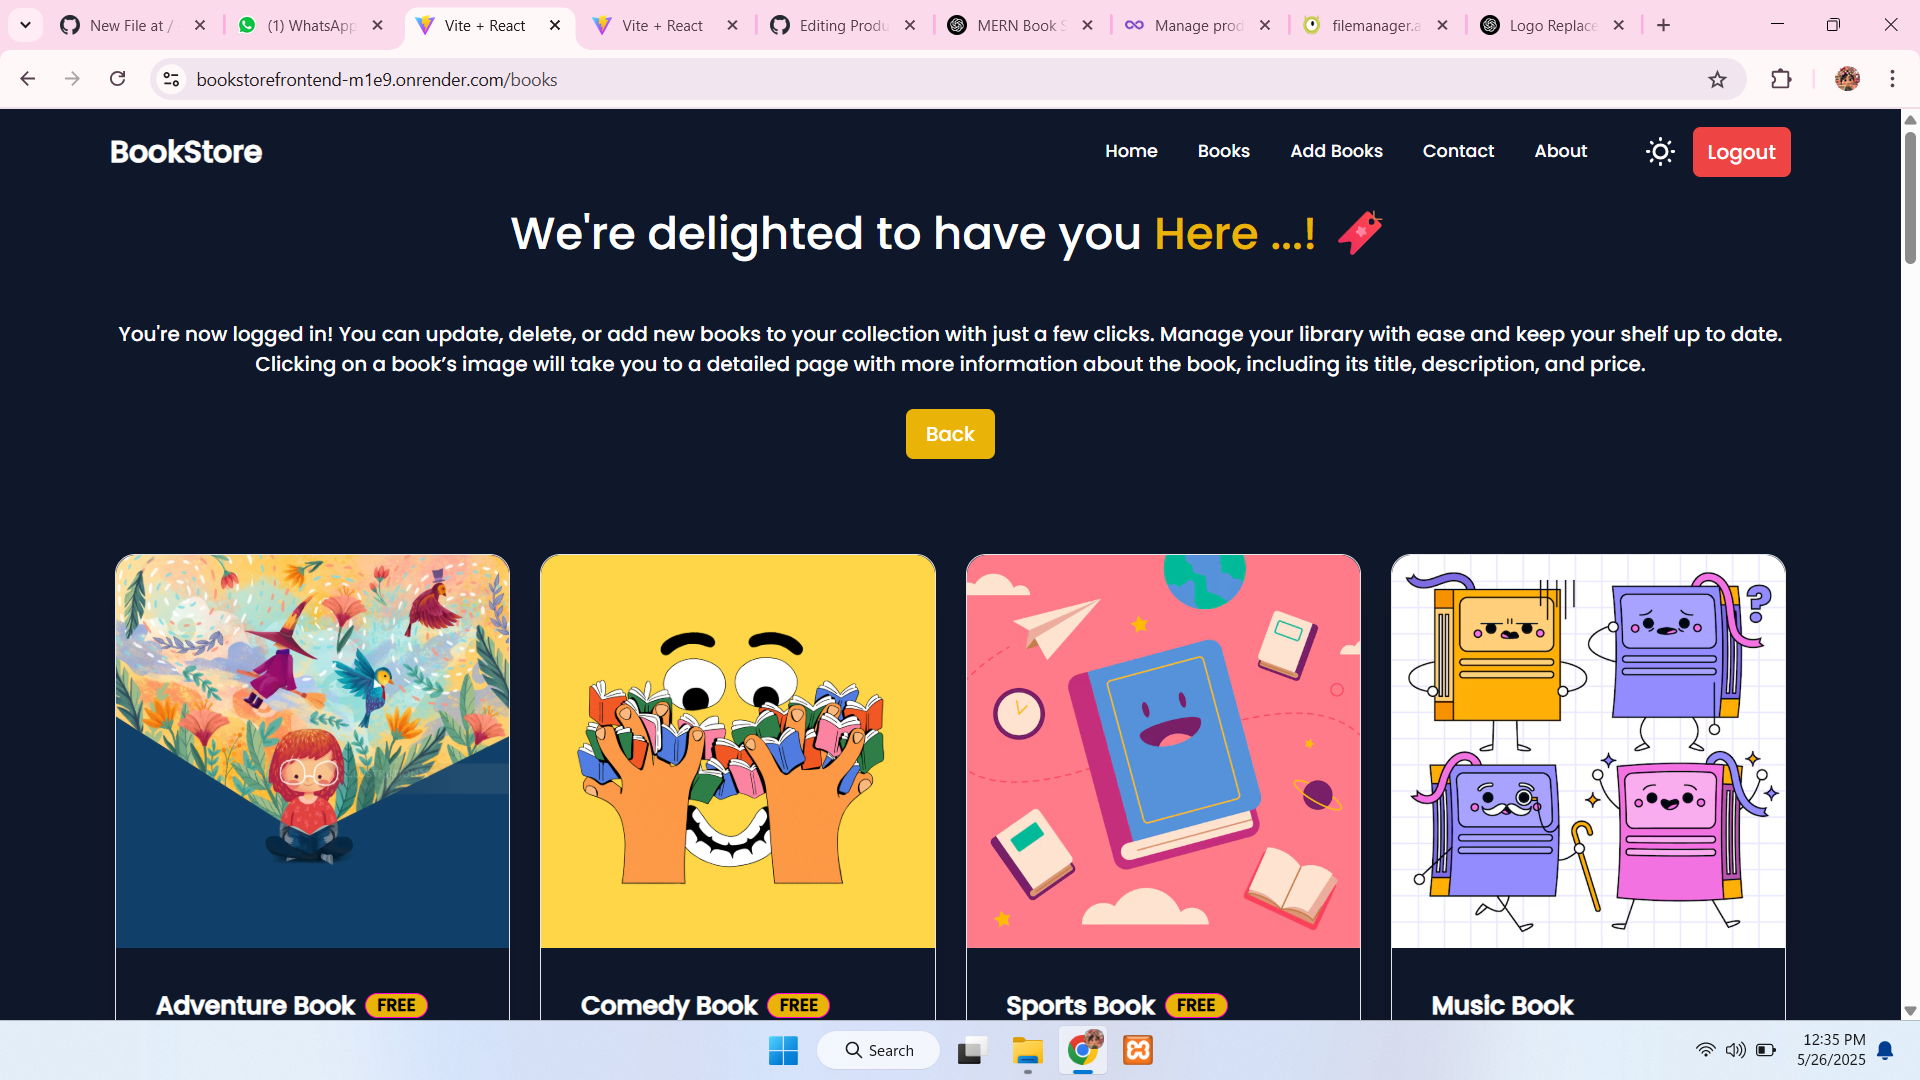 New File at /
(1) WhatsApp
Vite + React
Vite + React
Editing Produ
MERN Book S
Manage prod
filemanager.a
Logo Replace
bookstorefrontend-m1e9.onrender.com/books
BookStore
Home
Books
Add Books
Contact
About
Logout
We're delighted to have you Here ...!
You're now logged in! You can update, delete, or add new books to your collection with just a few clicks. Manage your library with ease and keep your shelf up to date.
Clicking on a book’s image will take you to a detailed page with more information about the book, including its title, description, and price.
Back
?
Adventure Book FREE
Comedy Book FREE
Sports Book FREE
Music Book
Search
12:35 PM
5/26/2025